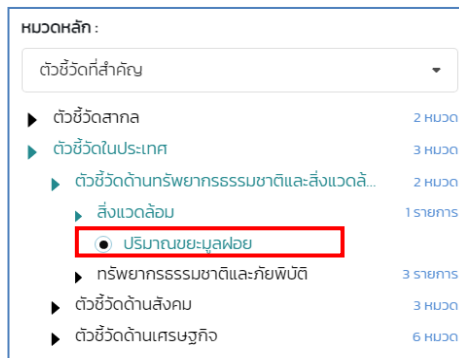 หมวดหลัก :
ตัวชี้วัดที่สำคัญ
ตัวชี้วัดสากล 2 หมวด
ตัวชี้วัดในประเทศ 3 หมวด
ตัวชี้วัดด้านทรัพยากรธรรมชาติและสิ่งแวดล้... 2 หมวด
สิ่งแวดล้อม 1 รายการ
ปริมาณขยะมูลฝอย
ทรัพยากรธรรมชาติและภัยพิบัติ 3 รายการ
ตัวชี้วัดด้านสังคม 3 หมวด
ตัวชี้วัดด้านเศรษฐกิจ 6 หมวด